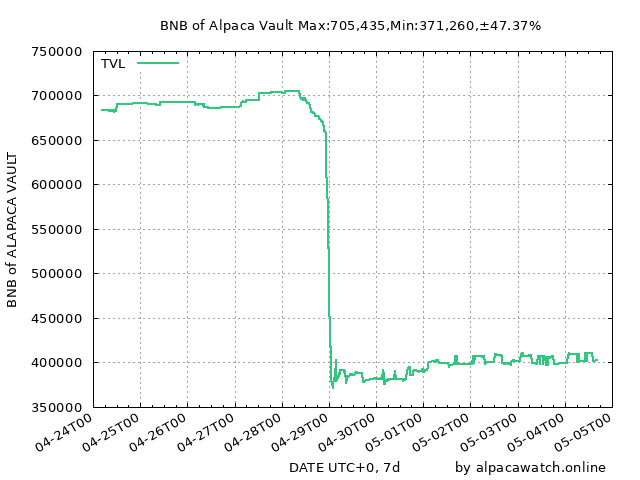 BNB of Alpaca Vault Max:705,435,Min:371,260,±47.37%
TVL
BNB of ALAPACA VAULT
750000
700000
650000
600000
550000
500000
450000
400000
350000
04-24T00
04-25T00
04-26T00
04-27T00
04-28T00
04-29T00
04-30T00
05-01T00
05-02T00
05-03T00
05-04T00
05-05T00
DATE UTC+0, 7d
by alpacawatch.online